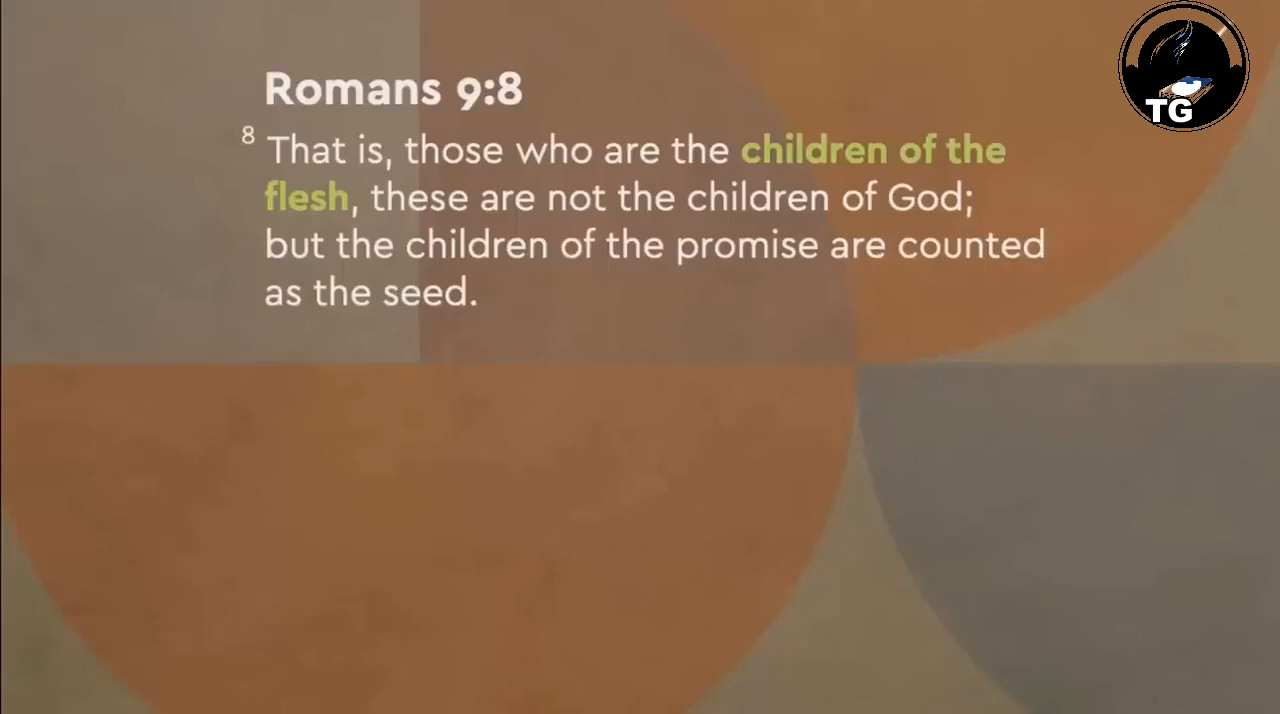 TG
Romans 9:8
8 That is, those who are the children of the
flesh, these are not the children of God;
but the children of the promise are counted
as the seed.